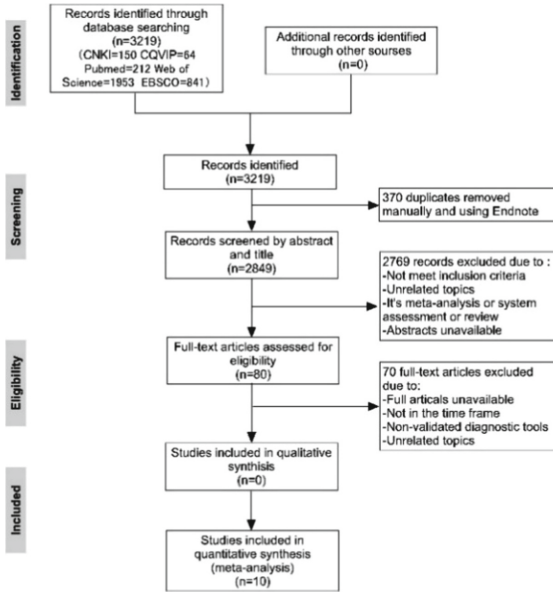 Identification
Records identified through
database searching
(n=3219)
(CNKI=150 CQVIP=64
Pubmed=212 Web of
Science=1953 EBSCO=841)
Additional records identified
through other sourses
(n=0)
Screening
Records identified
(n=3219)
370 duplicates removed
manually and using Endnote
Records screened by abstract
and title
(n=2849)
2769 records excluded due to :
-Not meet inclusion criteria
-Unrelated topics
-It's meta-analysis or system
assessment or review
-Abstracts unavailable
Eligibility
Full-text articles assessed for
eligibility
(n=80)
70 full-text articles excluded
due to:
-Full articals unavailable
-Not in the time frame
-Non-validated diagnostic tools
-Unrelated topics
Included
Studies included in qualitative
synthisis
(n=0)
Studies included in
quantitative synthesis
(meta-analysis)
(n=10)